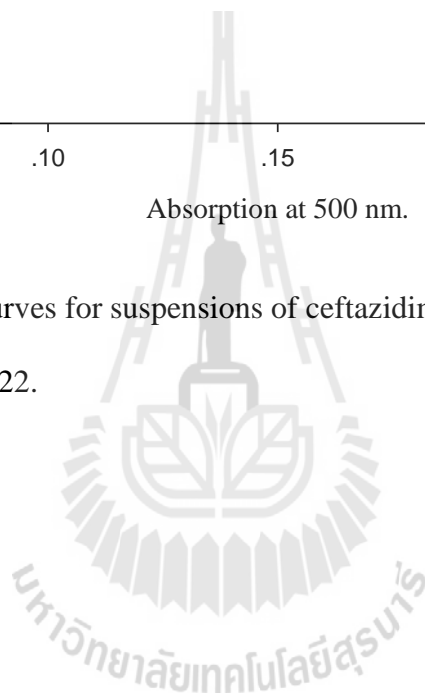 .10 .15
Absorption at 500 nm.
urves for suspensions of ceftazidin
22.
มหาวิทยาลัยเทคโนโลยีสุรนารี